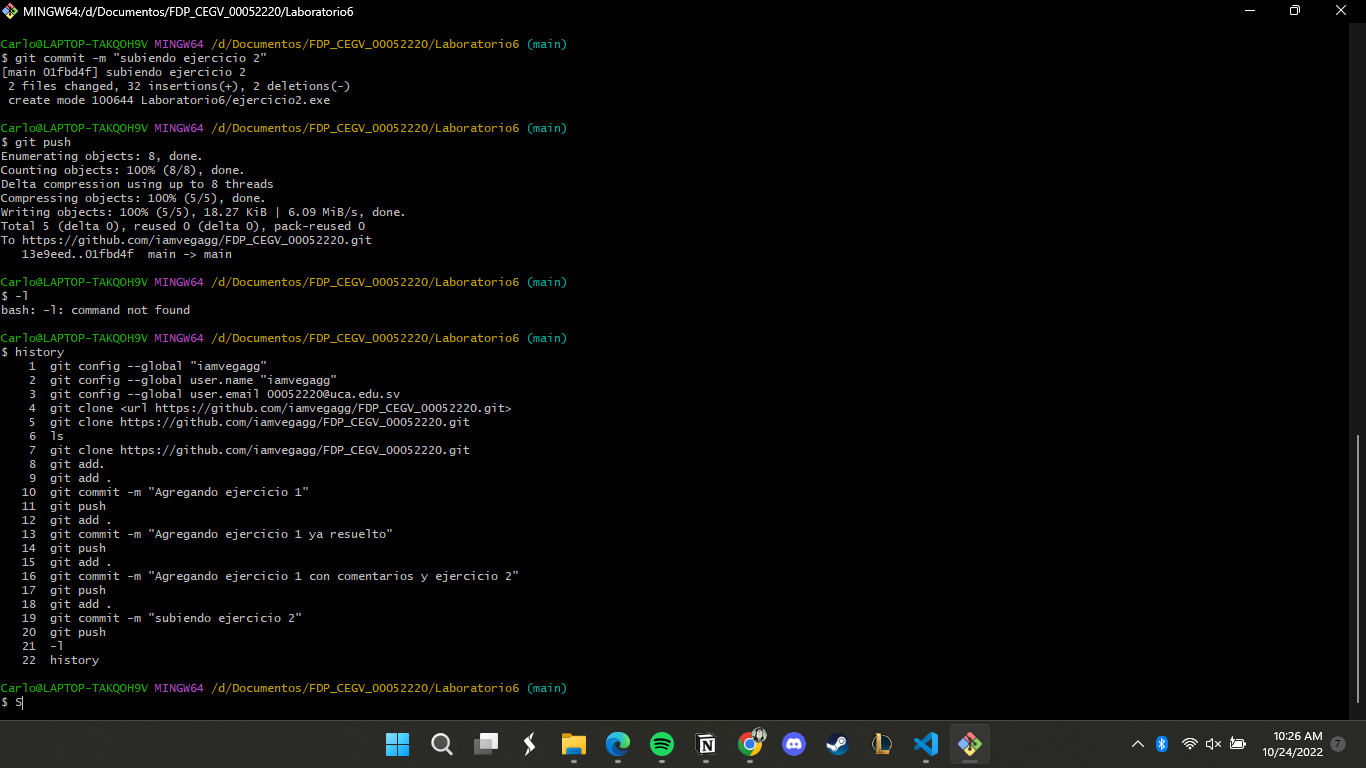 MINGW64:/d/Documentos/FDP_CEGV_00052220/Laboratorio6
Carlo@LAPTOP-TAKQOH9V MINGW64 /d/Documentos/FDP_CEGV_00052220/Laboratorio6 (main)
$ git commit -m "subiendo ejercicio 2"
[main 01fbd4f] subiendo ejercicio 2
 2 files changed, 32 insertions(+), 2 deletions(-)
 create mode 100644 Laboratorio6/ejercicio2.exe
Carlo@LAPTOP-TAKQOH9V MINGW64 /d/Documentos/FDP_CEGV_00052220/Laboratorio6 (main)
$ git push
Enumerating objects: 8, done.
Counting objects: 100% (8/8), done.
Delta compression using up to 8 threads
Compressing objects: 100% (5/5), done.
Writing objects: 100% (5/5), 18.27 KiB | 6.09 MiB/s, done.
Total 5 (delta 0), reused 0 (delta 0), pack-reused 0
To https://github.com/iamvegagg/FDP_CEGV_00052220.git
   13e9eed..01fbd4f  main -> main
Carlo@LAPTOP-TAKQOH9V MINGW64 /d/Documentos/FDP_CEGV_00052220/Laboratorio6 (main)
$ -l
bash: -l: command not found
Carlo@LAPTOP-TAKQOH9V MINGW64 /d/Documentos/FDP_CEGV_00052220/Laboratorio6 (main)
$ history
    1  git config --global "iamvegagg"
    2  git config --global user.name "iamvegagg"
    3  git config --global user.email 00052220@uca.edu.sv
    4  git clone <url https://github.com/iamvegagg/FDP_CEGV_00052220.git>
    5  git clone https://github.com/iamvegagg/FDP_CEGV_00052220.git
    6  ls
    7  git clone https://github.com/iamvegagg/FDP_CEGV_00052220.git
    8  git add.
    9  git add .
   10  git commit -m "Agregando ejercicio 1"
   11  git push
   12  git add .
   13  git commit -m "Agregando ejercicio 1 ya resuelto"
   14  git push
   15  git add .
   16  git commit -m "Agregando ejercicio 1 con comentarios y ejercicio 2"
   17  git push
   18  git add .
   19  git commit -m "subiendo ejercicio 2"
   20  git push
   21  -l
   22  history
Carlo@LAPTOP-TAKQOH9V MINGW64 /d/Documentos/FDP_CEGV_00052220/Laboratorio6 (main)
$ S
10:26 AM
10/24/2022
7